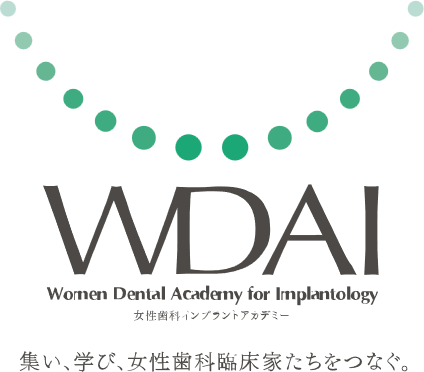 WDAI
Women Dental Academy for Implantology
女性歯科インプラントアカデミー
集い、学び、女性歯科臨床家たちをつなぐ。